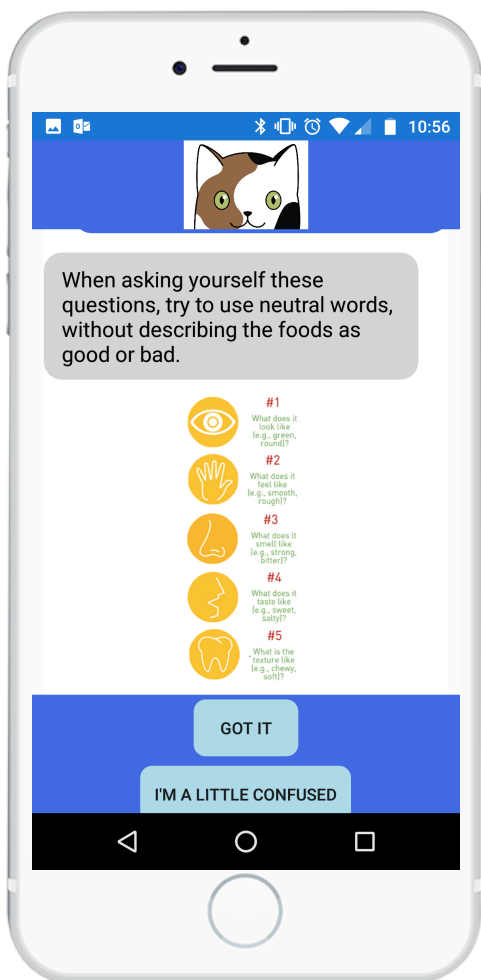 10:56
When asking yourself these
questions, try to use neutral words,
without describing the foods as
good or bad.
#1
What does it
look like
(e.g., green,
round)?
#2
What does it
feel like
(e.g., smooth,
rough)?
#3
What does it
smell like
(e.g., strong,
bitter)?
#4
What does it
taste like
(e.g., sweet,
salty)?
#5
What is the
texture like
(e.g., chewy,
soft)?
GOT IT
I'M A LITTLE CONFUSED